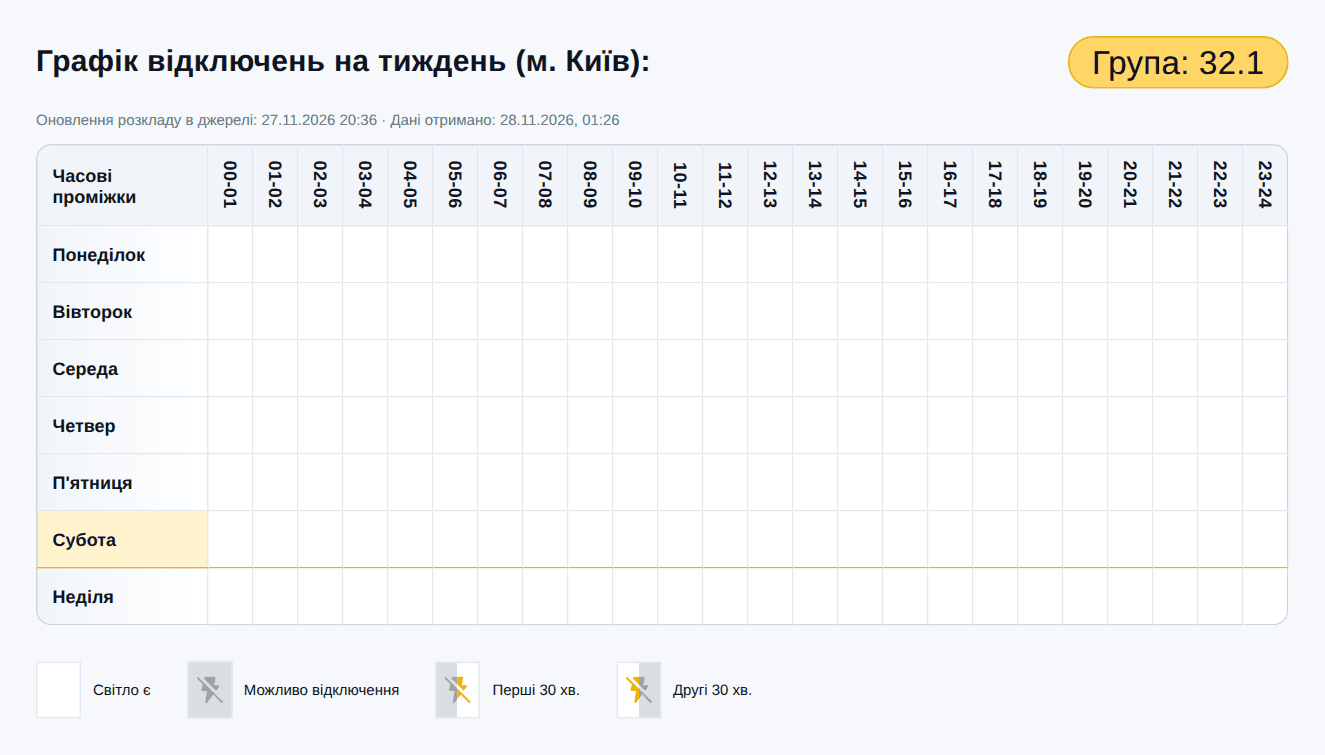 Графік відключень на тиждень (м. Київ):
Група: 32.1
Оновлення розкладу в джерелі: 27.11.2026 20:36 · Дані отримано: 28.11.2026, 01:26
Часові
проміжки
00-01 01-02 02-03 03-04 04-05 05-06 06-07 07-08 08-09 09-10 10-11 11-12 12-13 13-14 14-15 15-16 16-17 17-18 18-19 19-20 20-21 21-22 22-23 23-24
Понеділок
Вівторок
Середа
Четвер
П'ятниця
Субота
Неділя
Світло є Можливо відключення Перші 30 хв. Другі 30 хв.